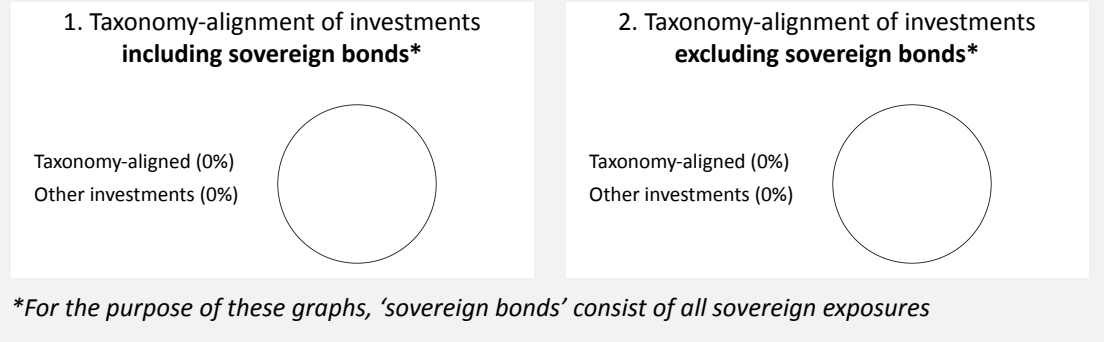 1. Taxonomy-alignment of investments
including sovereign bonds*
Taxonomy-aligned (0%)
Other investments (0%)
2. Taxonomy-alignment of investments
excluding sovereign bonds*
Taxonomy-aligned (0%)
Other investments (0%)
*For the purpose of these graphs, ‘sovereign bonds’ consist of all sovereign exposures